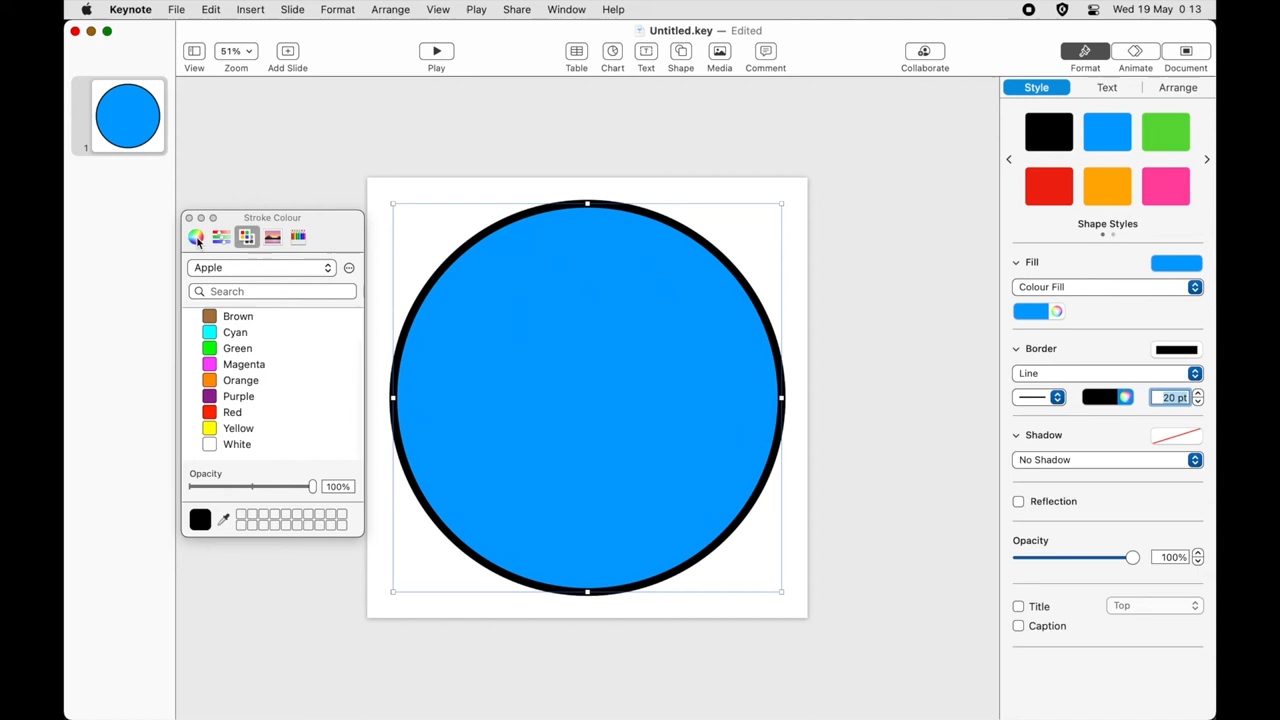 Keynote File Edit Insert Slide Format Arrange View Play Share Window Help Wed 19 May 0 13
Untitled.key — Edited
51%
View Zoom Add Slide Play Table Chart Text Shape Media Comment Collaborate Format Animate Document
Style Text Arrange
1
Shape Styles
Stroke Colour
Apple
Search
Brown
Cyan
Green
Magenta
Orange
Purple
Red
Yellow
White
Opacity
100%
Fill
Colour Fill
Border
Line
20 pt
Shadow
No Shadow
Reflection
Opacity
100%
Title Top
Caption